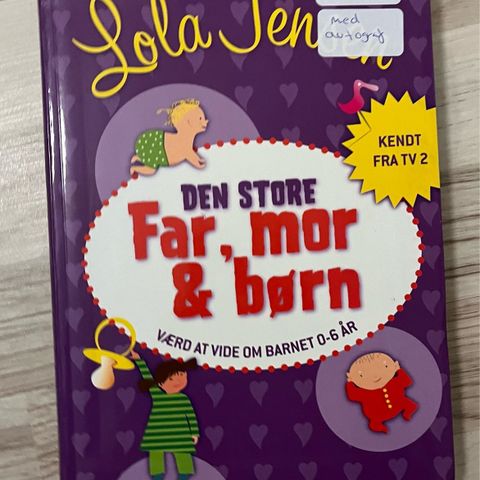 Lola Jensen
med
autograf
KENDT
FRA TV 2
DEN STORE
Far, mor
& børn
VÆRD AT VIDE OM BARNET 0-6 ÅR